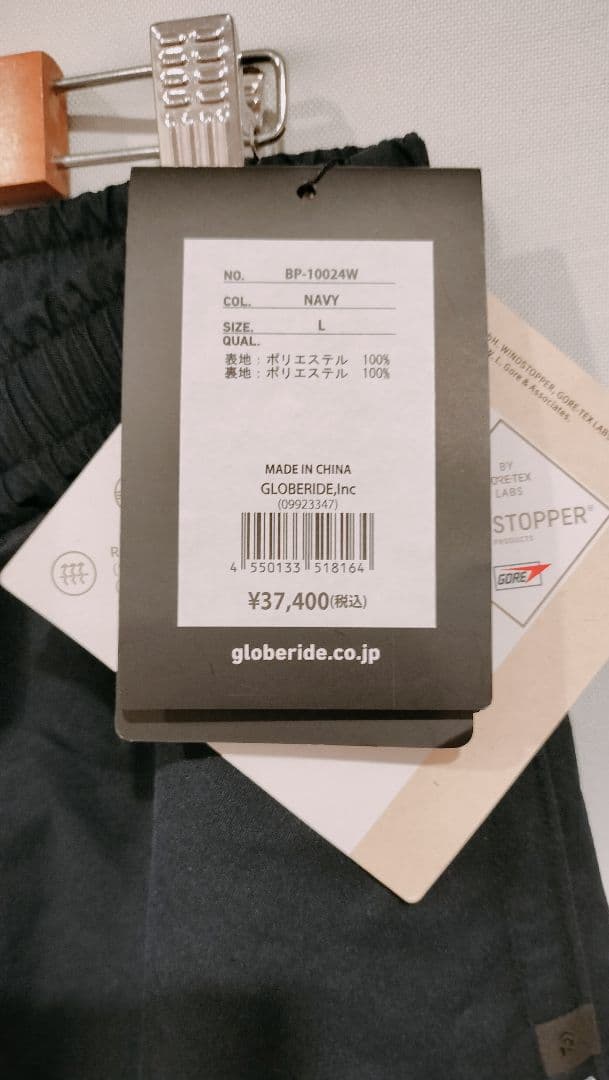 NO. BP-10024W
COL. NAVY
SIZE. L
QUAL.
表地：ポリエステル 100%
裏地：ポリエステル 100%
MADE IN CHINA
GLOBERIDE,Inc
(09923347)
4 550133 518164
¥37,400(税込)
globeride.co.jp
WINDSTOPPER, GORE-TEX LABS
L. Gore & Associates.
BY
LABS
STOPPER®
PRODUCTS
GORE